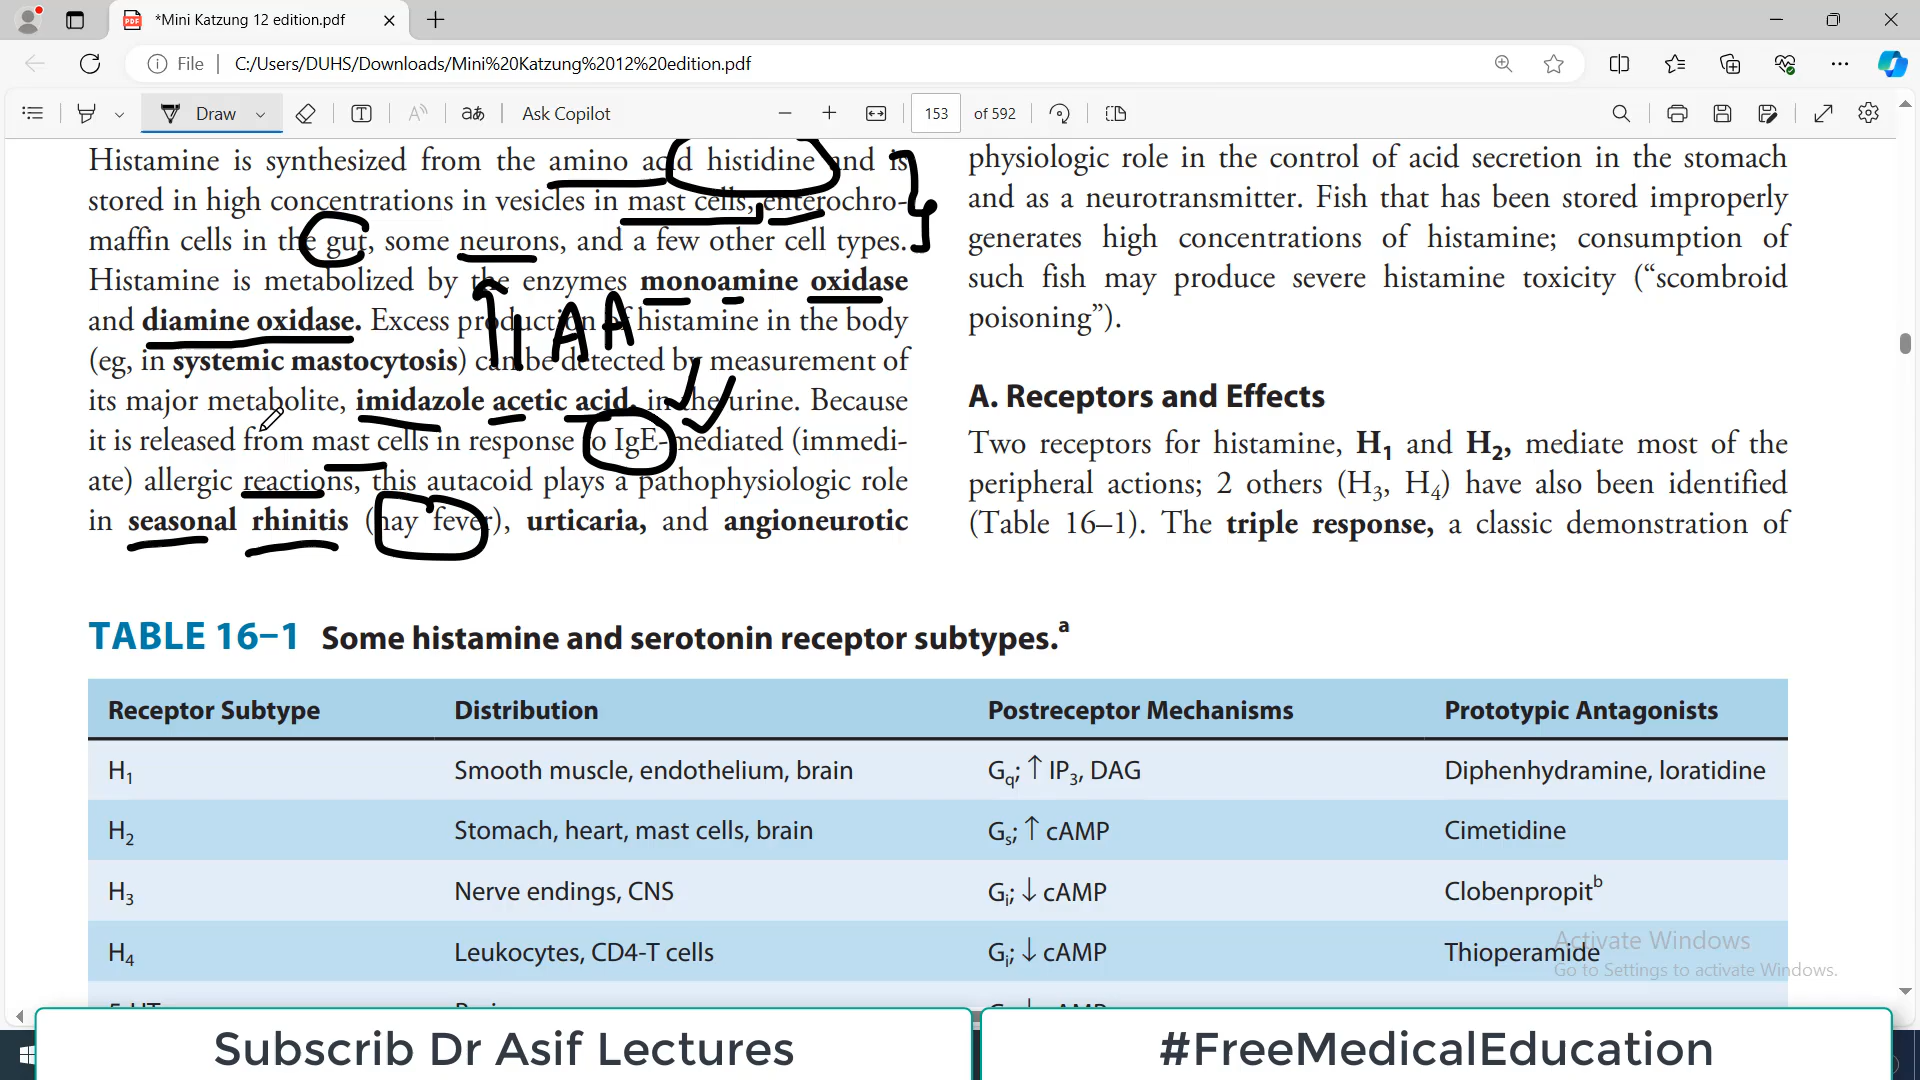 *Mini Katzung 12 edition.pdf
File
C:/Users/DUHS/Downloads/Mini%20Katzung%2012%20edition.pdf
Draw
Ask Copilot
153 of 592
Histamine is synthesized from the amino acid histidine and is
stored in high concentrations in vesicles in mast cells, enterochro-
maffin cells in the gut, some neurons, and a few other cell types.
Histamine is metabolized by the enzymes monoamine oxidase
and diamine oxidase. Excess production of histamine in the body
(eg, in systemic mastocytosis) can be detected by measurement of
its major metabolite, imidazole acetic acid, in the urine. Because
it is released from mast cells in response to IgE-mediated (immedi-
ate) allergic reactions, this autacoid plays a pathophysiologic role
in seasonal rhinitis (hay fever), urticaria, and angioneurotic
↑ IAA
physiologic role in the control of acid secretion in the stomach
and as a neurotransmitter. Fish that has been stored improperly
generates high concentrations of histamine; consumption of
such fish may produce severe histamine toxicity (“scombroid
poisoning”).
A. Receptors and Effects
Two receptors for histamine, H1 and H2, mediate most of the
peripheral actions; 2 others (H3, H4) have also been identified
(Table 16–1). The triple response, a classic demonstration of
TABLE 16–1 Some histamine and serotonin receptor subtypes.a
Receptor Subtype Distribution Postreceptor Mechanisms Prototypic Antagonists
H1 Smooth muscle, endothelium, brain Gq; ↑ IP3, DAG Diphenhydramine, loratidine
H2 Stomach, heart, mast cells, brain Gs; ↑ cAMP Cimetidine
H3 Nerve endings, CNS Gi; ↓ cAMP Clobenpropitb
H4 Leukocytes, CD4-T cells Gi; ↓ cAMP Thioperamide
Activate Windows
Go to Settings to activate Windows.
Subscrib Dr Asif Lectures
#FreeMedicalEducation